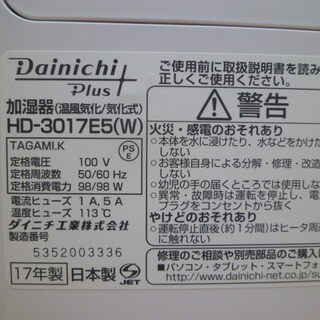 Dainichi
Plus
加湿器(温風気化/気化式)
HD-3017E5(W)
TAGAMI.K
PS
E
定格電圧 100 V
定格周波数 50/60 Hz
定格消費電力 98/98 W
電流ヒューズ 1 A, 5 A
温度ヒューズ 113℃
ダイニチ工業株式会社
製造番号
5352003336
17年製 日本製 S JET
ご使用前に取扱説明書を読み
正しくご使用ください。
警告
火災・感電のおそれあり
本体を水に浸けたり、水などをかけた
しない
お客様自身による分解・修理・改造
しない
幼児の手の届くところでは使用しな
異常・故障時は運転を停止し、電
プラグをコンセントから抜く
やけどのおそれあり
運転停止直後(約1分間)はヒータ周
に触れない
修理のご相談や別売部品のご購入に
■パソコン・タブレット・スマートフォ
www.dainichi-net.co.jp/su